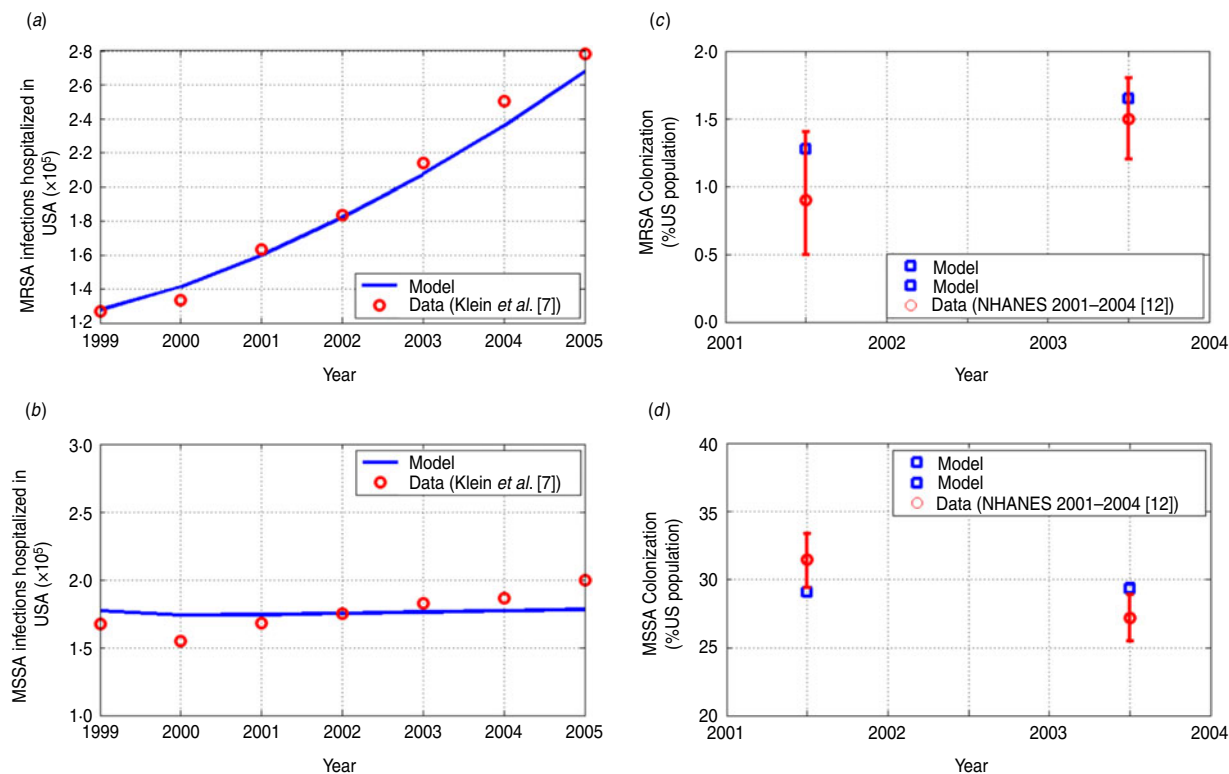 (a)
MRSA infections hospitalized in
USA (×10⁵)
2·8
2·6
2·4
2·2
2·0
1·8
1·6
1·4
1·2
1999 2000 2001 2002 2003 2004 2005
Year
Model
Data (Klein et al. [7])
(b)
MSSA infections hospitalized in
USA (×10⁵)
3·0
2·5
2·0
1·5
1·0
1999 2000 2001 2002 2003 2004 2005
Year
Model
Data (Klein et al. [7])
(c)
MRSA Colonization
(%US population)
2·0
1·5
1·0
0·5
0·0
2001 2002 2003 2004
Year
Model
Model
Data (NHANES 2001–2004 [12])
(d)
MSSA Colonization
(%US population)
40
35
30
25
20
2001 2002 2003 2004
Year
Model
Model
Data (NHANES 2001–2004 [12])